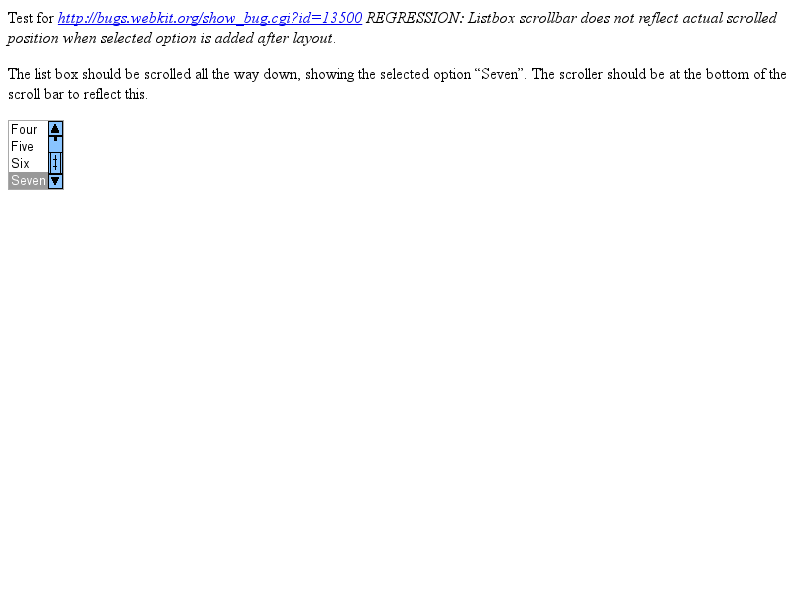 Test for http://bugs.webkit.org/show_bug.cgi?id=13500 REGRESSION: Listbox scrollbar does not reflect actual scrolled
position when selected option is added after layout.
The list box should be scrolled all the way down, showing the selected option “Seven”. The scroller should be at the bottom of the
scroll bar to reflect this.
Four
Five
Six
Seven